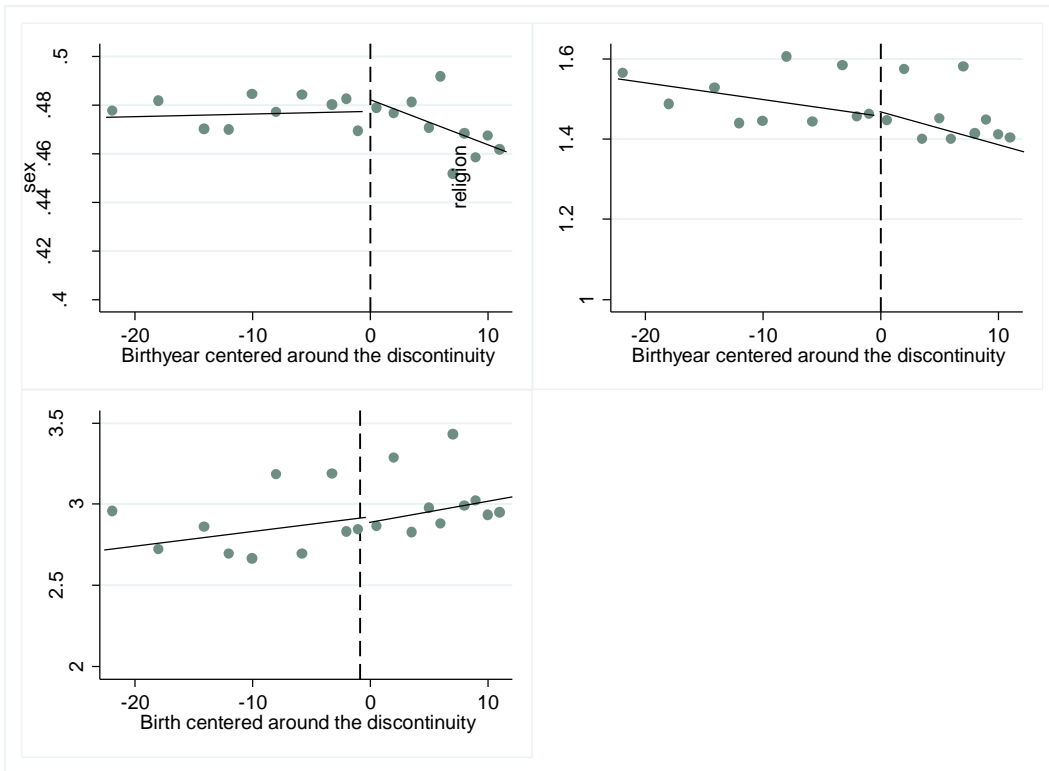 sex
.4 .42 .44 .46 .48 .5
religion
-20 -10 0 10
Birthyear centered around the discontinuity
1 1.2 1.4 1.6
-20 -10 0 10
Birthyear centered around the discontinuity
2 2.5 3 3.5
-20 -10 0 10
Birth centered around the discontinuity